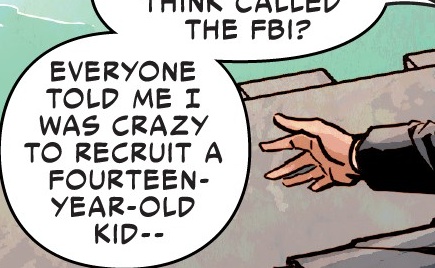 THINK CALLED
THE FBI?
EVERYONE
TOLD ME I
WAS CRAZY
TO RECRUIT A
FOURTEEN-
YEAR-OLD
KID--